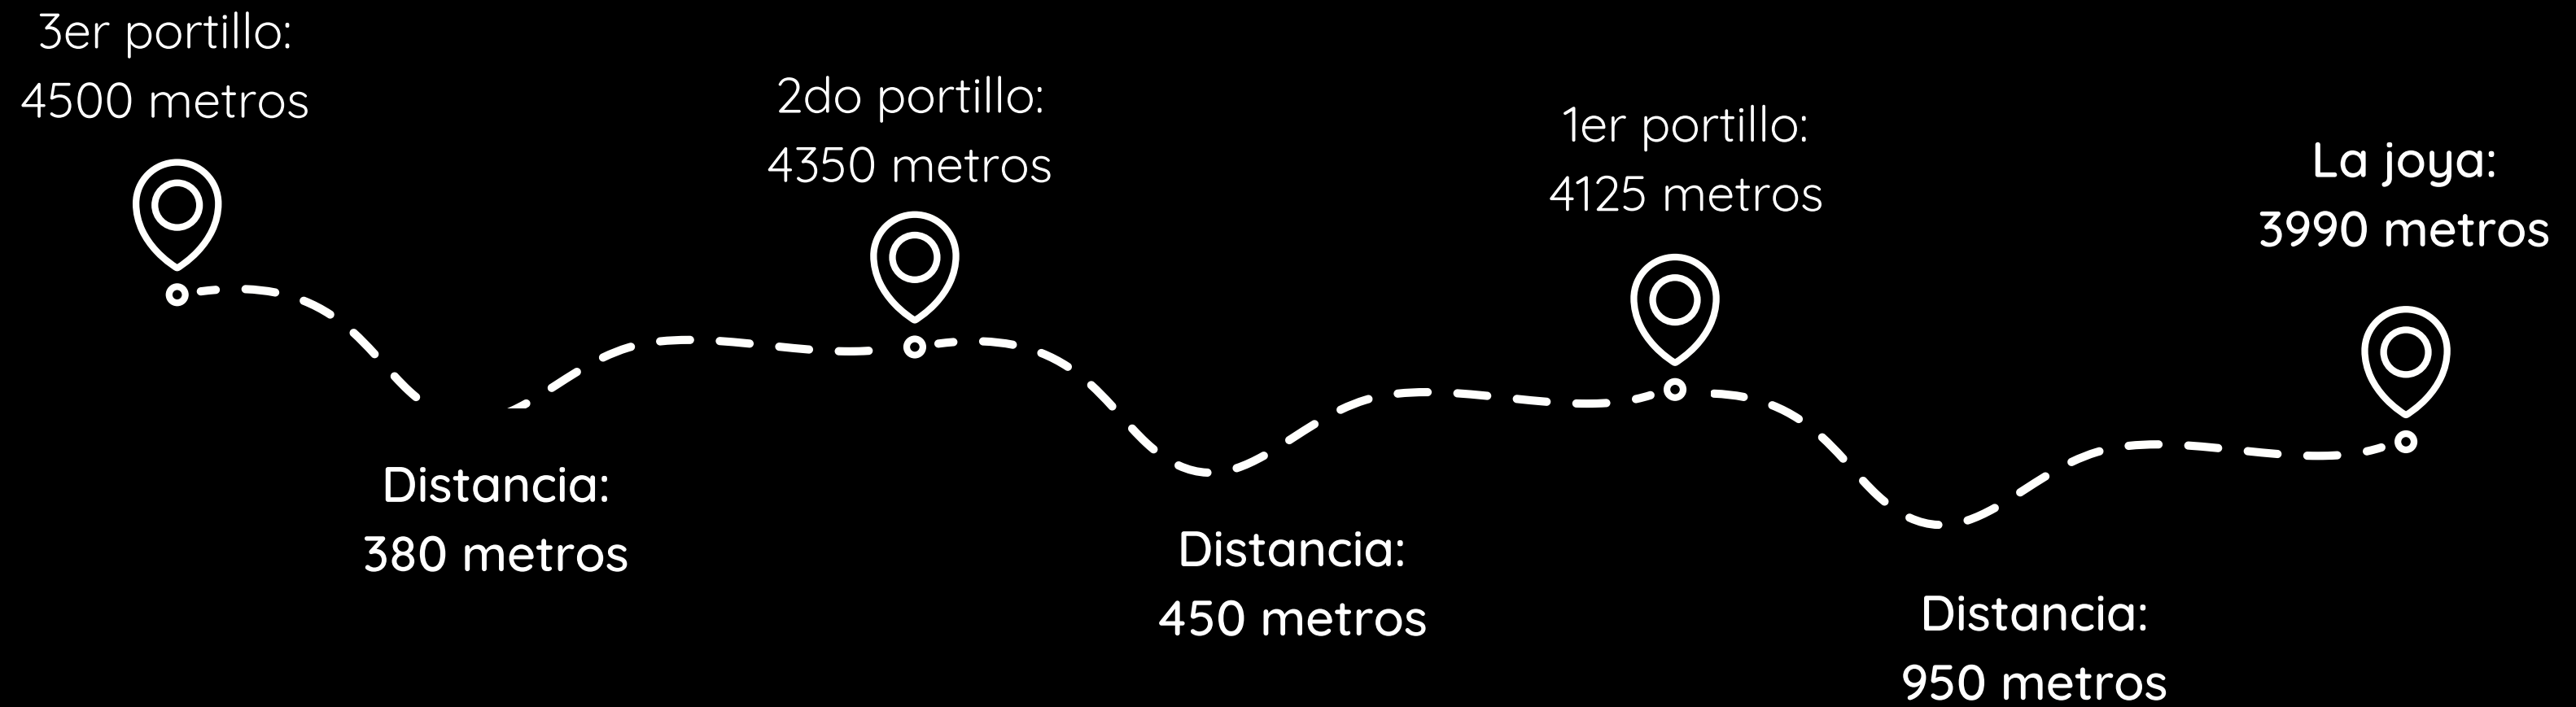 3er portillo:
4500 metros
2do portillo:
4350 metros
1er portillo:
4125 metros
La joya:
3990 metros
Distancia:
380 metros
Distancia:
450 metros
Distancia:
950 metros